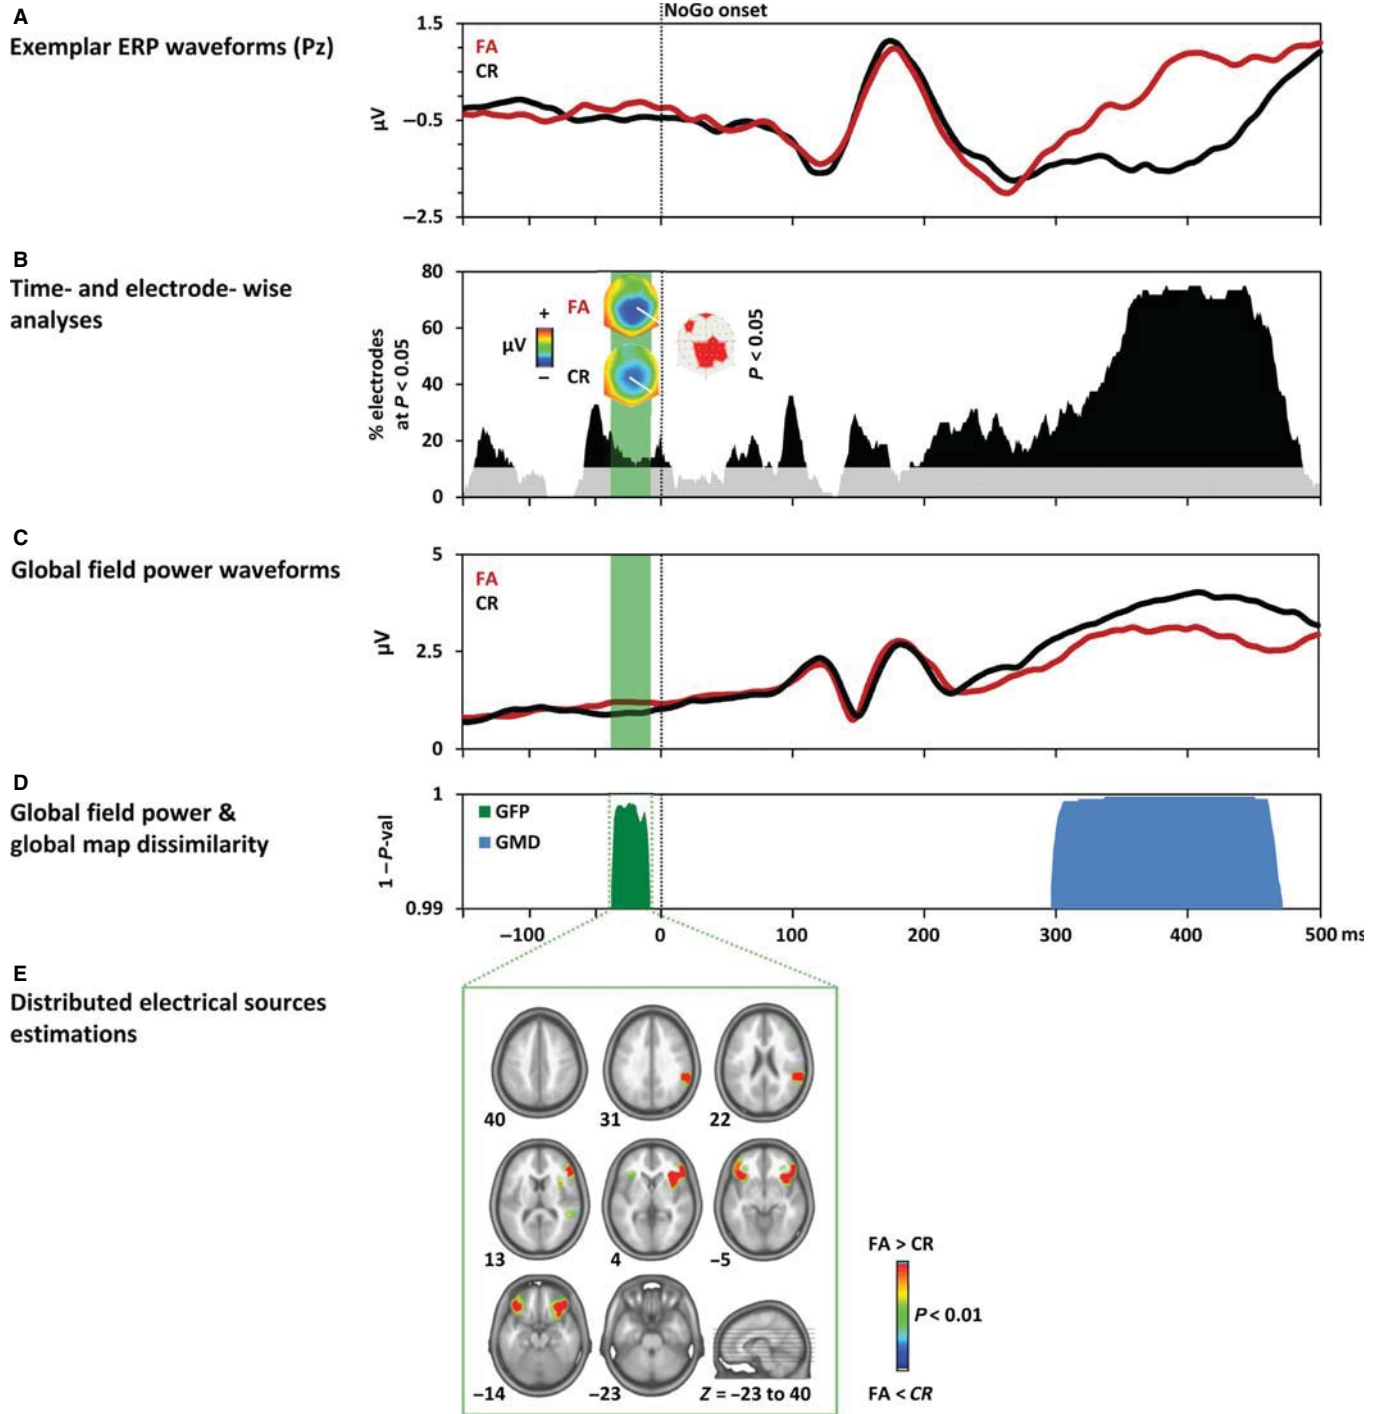 A
Exemplar ERP waveforms (Pz)
NoGo onset
1.5
FA
CR
µV
–0.5
–2.5
B
Time- and electrode- wise
analyses
80
60
40
20
0
% electrodes
at P < 0.05
+
µV
–
FA
CR
P < 0.05
C
Global field power waveforms
5
FA
CR
µV
2.5
0
D
Global field power &
global map dissimilarity
1
GFP
GMD
1 – P-val
0.99
–100 0 100 200 300 400 500 ms
E
Distributed electrical sources
estimations
40 31 22
13 4 –5
–14 –23 Z = –23 to 40
FA > CR
P < 0.01
FA < CR